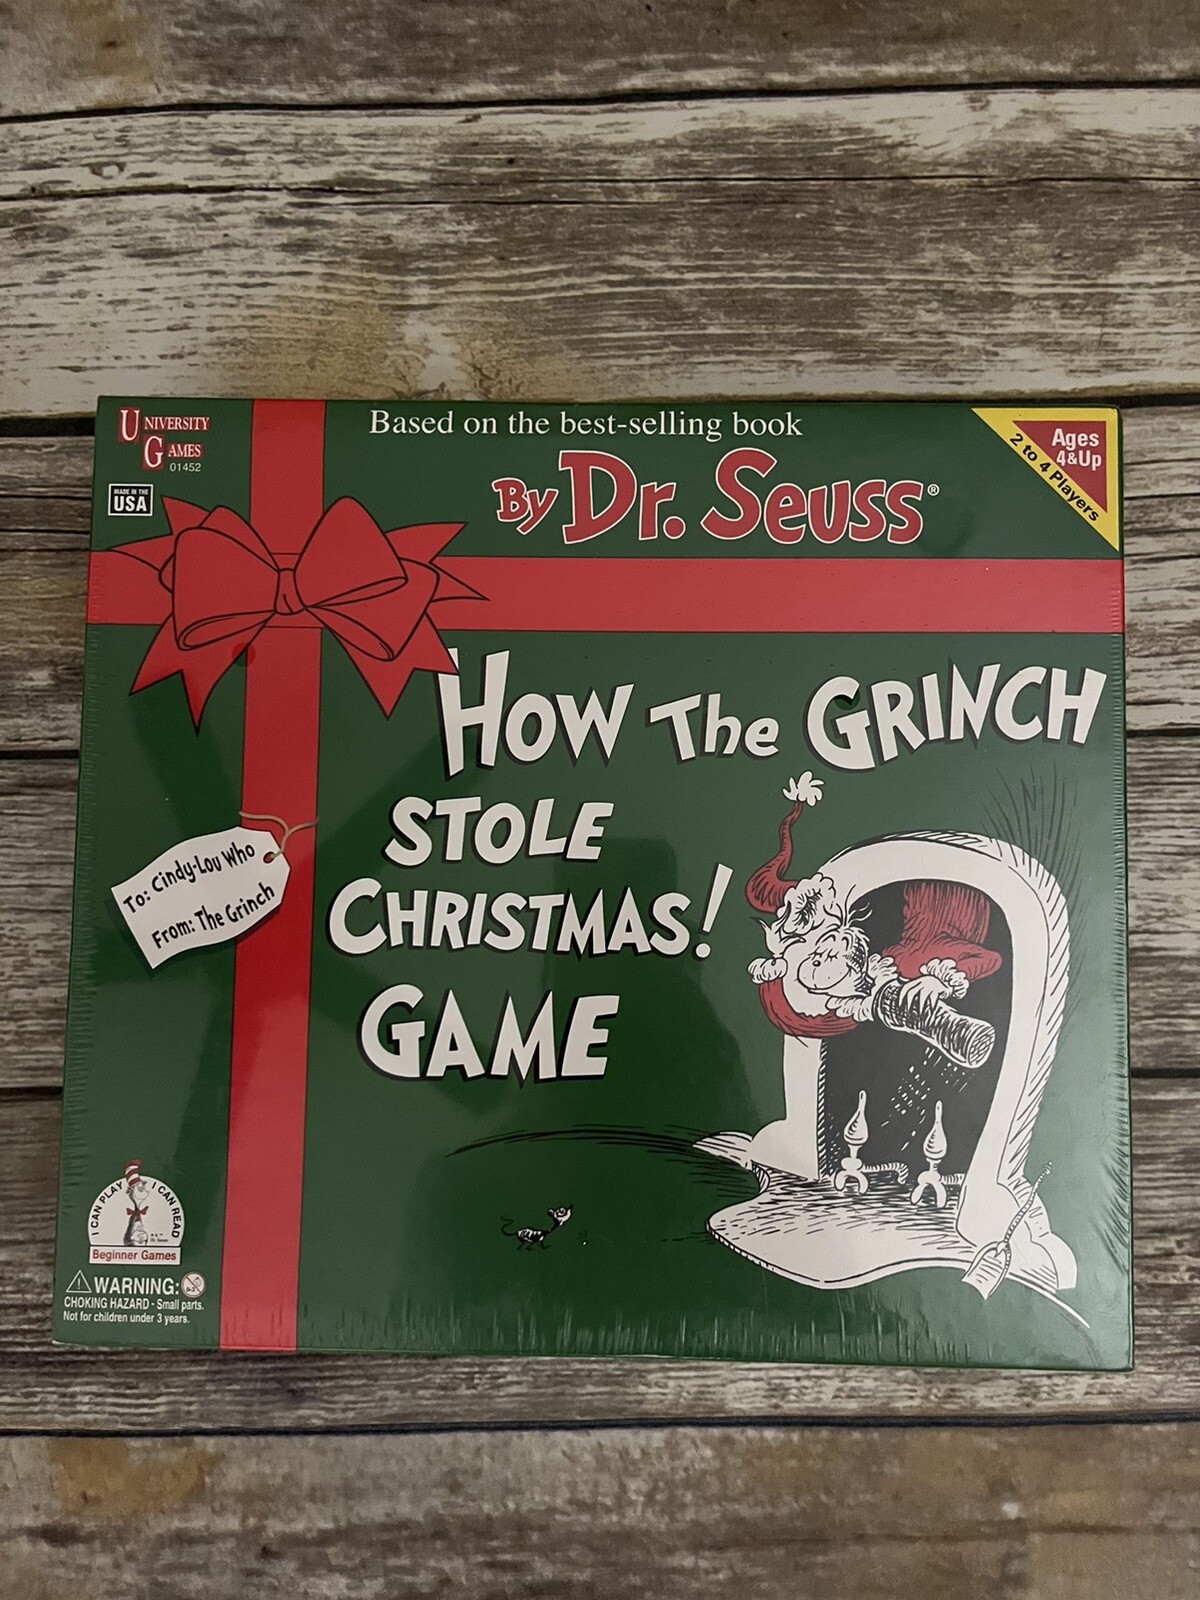 UNIVERSITY
GAMES
01452
MADE IN THE
USA
Based on the best-selling book
By Dr. Seuss®
Ages
4&Up
2 to 4 Players
HOW The GRINCH
STOLE
CHRISTMAS!
GAME
To: Cindy-Lou Who
From: The Grinch
I CAN PLAY I CAN READ
Beginner Games
WARNING:
CHOKING HAZARD - Small parts.
Not for children under 3 years.